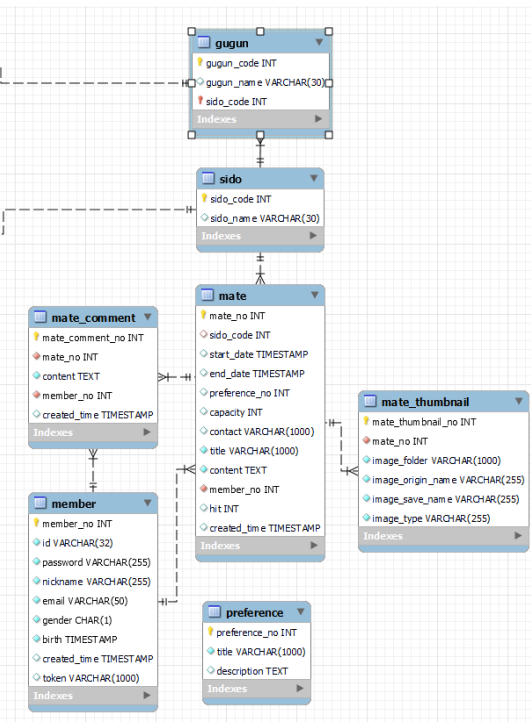 gugun
gugun_code INT
gugun_name VARCHAR(30)
sido_code INT
Indexes
sido
sido_code INT
sido_name VARCHAR(30)
Indexes
mate
mate_no INT
sido_code INT
start_date TIMESTAMP
end_date TIMESTAMP
preference_no INT
capacity INT
contact VARCHAR(1000)
title VARCHAR(1000)
content TEXT
member_no INT
hit INT
created_time TIMESTAMP
Indexes
mate_comment
mate_comment_no INT
mate_no INT
content TEXT
member_no INT
created_time TIMESTAMP
Indexes
mate_thumbnail
mate_thumbnail_no INT
mate_no INT
image_folder VARCHAR(1000)
image_origin_name VARCHAR(255)
image_save_name VARCHAR(255)
image_type VARCHAR(255)
Indexes
member
member_no INT
id VARCHAR(32)
password VARCHAR(255)
nickname VARCHAR(255)
email VARCHAR(50)
gender CHAR(1)
birth TIMESTAMP
created_time TIMESTAMP
token VARCHAR(1000)
Indexes
preference
preference_no INT
title VARCHAR(1000)
description TEXT
Indexes